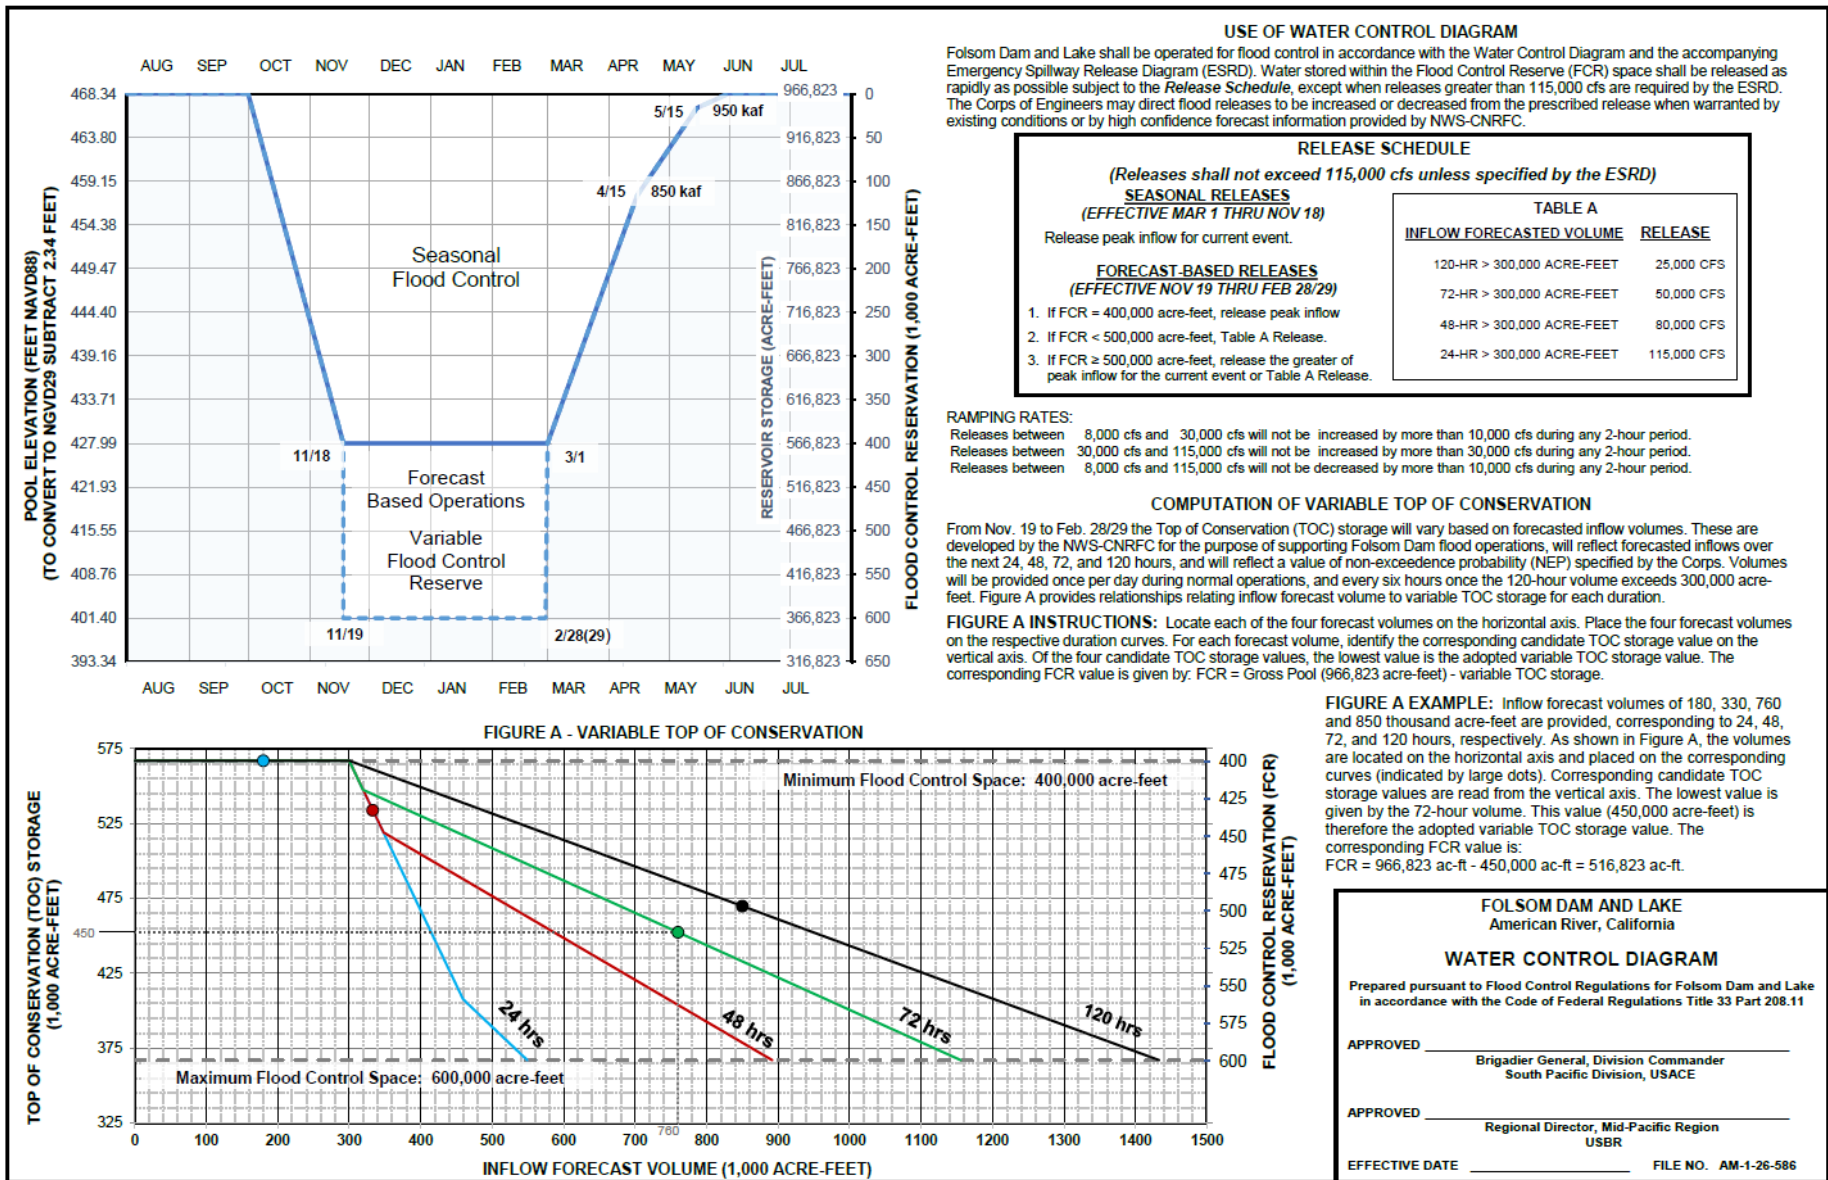 AUG SEP OCT NOV DEC JAN FEB MAR APR MAY JUN JUL
POOL ELEVATION (FEET NAVD88)
(TO CONVERT TO NGVD29 SUBTRACT 2.34 FEET)
468.34
463.80
459.15
454.38
449.47
444.40
439.16
433.71
427.99
421.93
415.55
408.76
401.40
393.34
5/15 950 kaf
4/15 850 kaf
Seasonal
Flood Control
11/18
3/1
Forecast
Based Operations
Variable
Flood Control
Reserve
11/19
2/28(29)
RESERVOIR STORAGE (ACRE-FEET)
966,823
916,823
866,823
816,823
766,823
716,823
666,823
616,823
566,823
516,823
466,823
416,823
366,823
316,823
0
50
100
150
200
250
300
350
400
450
500
550
600
650
FLOOD CONTROL RESERVATION (1,000 ACRE-FEET)
AUG SEP OCT NOV DEC JAN FEB MAR APR MAY JUN JUL
USE OF WATER CONTROL DIAGRAM
Folsom Dam and Lake shall be operated for flood control in accordance with the Water Control Diagram and the accompanying
Emergency Spillway Release Diagram (ESRD). Water stored within the Flood Control Reserve (FCR) space shall be released as
rapidly as possible subject to the Release Schedule, except when releases greater than 115,000 cfs are required by the ESRD.
The Corps of Engineers may direct flood releases to be increased or decreased from the prescribed release when warranted by
existing conditions or by high confidence forecast information provided by NWS-CNRFC.
RELEASE SCHEDULE
(Releases shall not exceed 115,000 cfs unless specified by the ESRD)
SEASONAL RELEASES
(EFFECTIVE MAR 1 THRU NOV 18)
Release peak inflow for current event.
FORECAST-BASED RELEASES
(EFFECTIVE NOV 19 THRU FEB 28/29)
1. If FCR = 400,000 acre-feet, release peak inflow
2. If FCR < 500,000 acre-feet, Table A Release.
3. If FCR ≥ 500,000 acre-feet, release the greater of
peak inflow for the current event or Table A Release.
TABLE A
INFLOW FORECASTED VOLUME RELEASE
120-HR > 300,000 ACRE-FEET 25,000 CFS
72-HR > 300,000 ACRE-FEET 50,000 CFS
48-HR > 300,000 ACRE-FEET 80,000 CFS
24-HR > 300,000 ACRE-FEET 115,000 CFS
RAMPING RATES:
Releases between 8,000 cfs and 30,000 cfs will not be increased by more than 10,000 cfs during any 2-hour period.
Releases between 30,000 cfs and 115,000 cfs will not be increased by more than 30,000 cfs during any 2-hour period.
Releases between 8,000 cfs and 115,000 cfs will not be decreased by more than 10,000 cfs during any 2-hour period.
COMPUTATION OF VARIABLE TOP OF CONSERVATION
From Nov. 19 to Feb. 28/29 the Top of Conservation (TOC) storage will vary based on forecasted inflow volumes. These are
developed by the NWS-CNRFC for the purpose of supporting Folsom Dam flood operations, will reflect forecasted inflows over
the next 24, 48, 72, and 120 hours, and will reflect a value of non-exceedence probability (NEP) specified by the Corps. Volumes
will be provided once per day during normal operations, and every six hours once the 120-hour volume exceeds 300,000 acre-
feet. Figure A provides relationships relating inflow forecast volume to variable TOC storage for each duration.
FIGURE A INSTRUCTIONS: Locate each of the four forecast volumes on the horizontal axis. Place the four forecast volumes
on the respective duration curves. For each forecast volume, identify the corresponding candidate TOC storage value on the
vertical axis. Of the four candidate TOC storage values, the lowest value is the adopted variable TOC storage value. The
corresponding FCR value is given by: FCR = Gross Pool (966,823 acre-feet) - variable TOC storage.
FIGURE A EXAMPLE: Inflow forecast volumes of 180, 330, 760
and 850 thousand acre-feet are provided, corresponding to 24, 48,
72, and 120 hours, respectively. As shown in Figure A, the volumes
are located on the horizontal axis and placed on the corresponding
curves (indicated by large dots). Corresponding candidate TOC
storage values are read from the vertical axis. The lowest value is
given by the 72-hour volume. This value (450,000 acre-feet) is
therefore the adopted variable TOC storage value. The
corresponding FCR value is:
FCR = 966,823 ac-ft - 450,000 ac-ft = 516,823 ac-ft.
FIGURE A - VARIABLE TOP OF CONSERVATION
TOP OF CONSERVATION (TOC) STORAGE
(1,000 ACRE-FEET)
575
525
475
450
425
375
325
Minimum Flood Control Space: 400,000 acre-feet
24 hrs
48 hrs
72 hrs
120 hrs
Maximum Flood Control Space: 600,000 acre-feet
400
425
450
475
500
525
550
575
600
FLOOD CONTROL RESERVATION (FCR)
(1,000 ACRE-FEET)
760
0 100 200 300 400 500 600 700 800 900 1000 1100 1200 1300 1400 1500
INFLOW FORECAST VOLUME (1,000 ACRE-FEET)
FOLSOM DAM AND LAKE
American River, California
WATER CONTROL DIAGRAM
Prepared pursuant to Flood Control Regulations for Folsom Dam and Lake
in accordance with the Code of Federal Regulations Title 33 Part 208.11
APPROVED
Brigadier General, Division Commander
South Pacific Division, USACE
APPROVED
Regional Director, Mid-Pacific Region
USBR
EFFECTIVE DATE FILE NO. AM-1-26-586